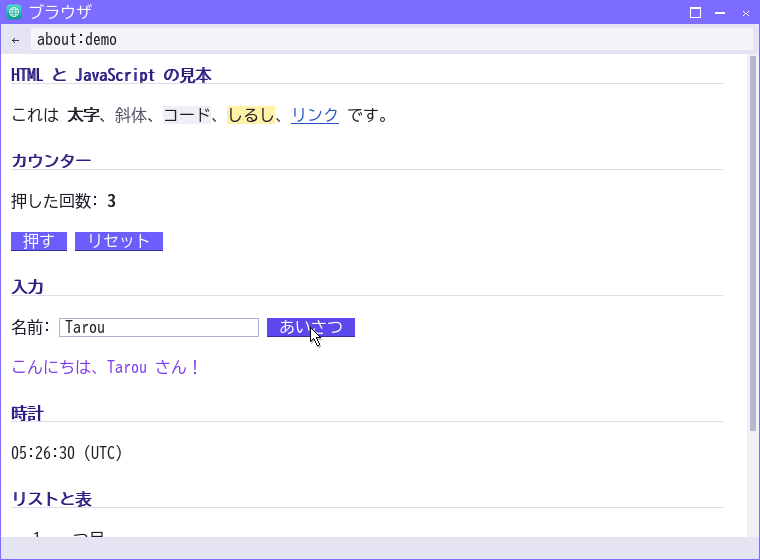 ブラウザ
← about:demo
HTML と JavaScript の見本
これは 太字、斜体、コード、しるし、リンク です。
カウンター
押した回数: 3
押す リセット
入力
名前: Tarou あいさつ
こんにちは、Tarou さん！
時計
05:26:30 (UTC)
リストと表